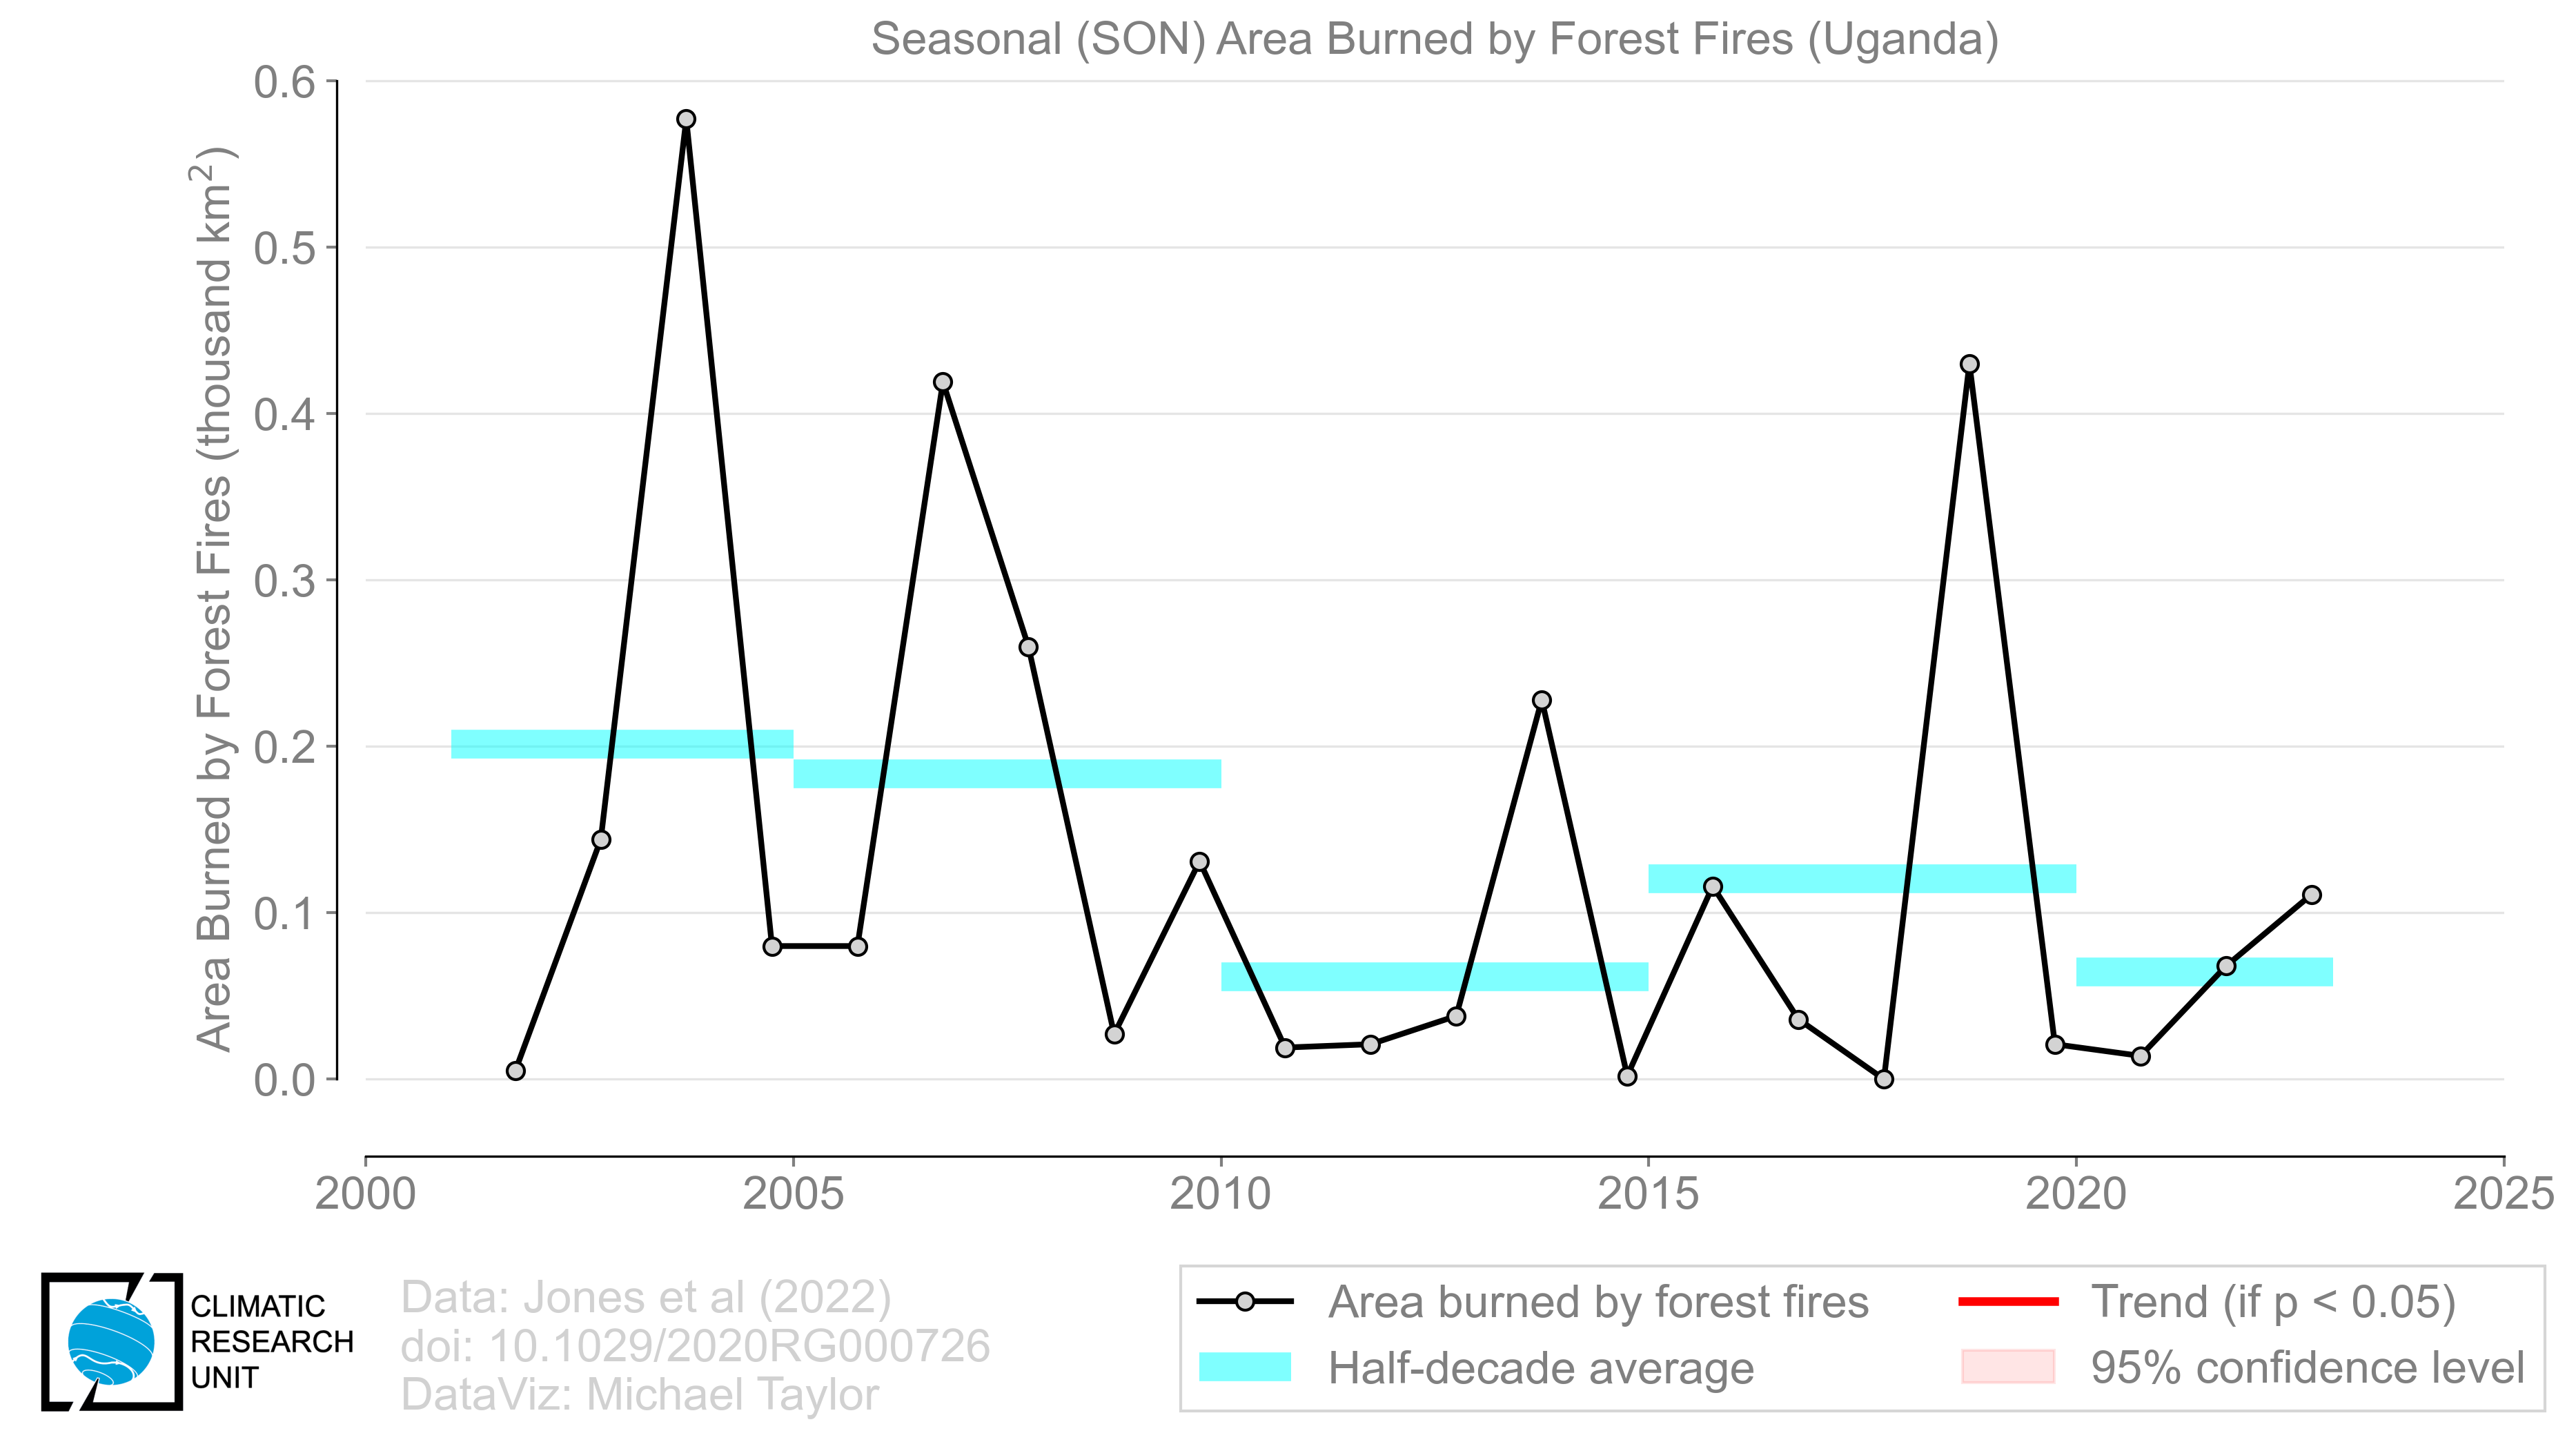 Seasonal (SON) Area Burned by Forest Fires (Uganda)
Area Burned by Forest Fires (thousand km²)
0.6
0.5
0.4
0.3
0.2
0.1
0.0
2000 2005 2010 2015 2020 2025
CLIMATIC
RESEARCH
UNIT
Data: Jones et al (2022)
doi: 10.1029/2020RG000726
DataViz: Michael Taylor
Area burned by forest fires
Half-decade average
Trend (if p < 0.05)
95% confidence level